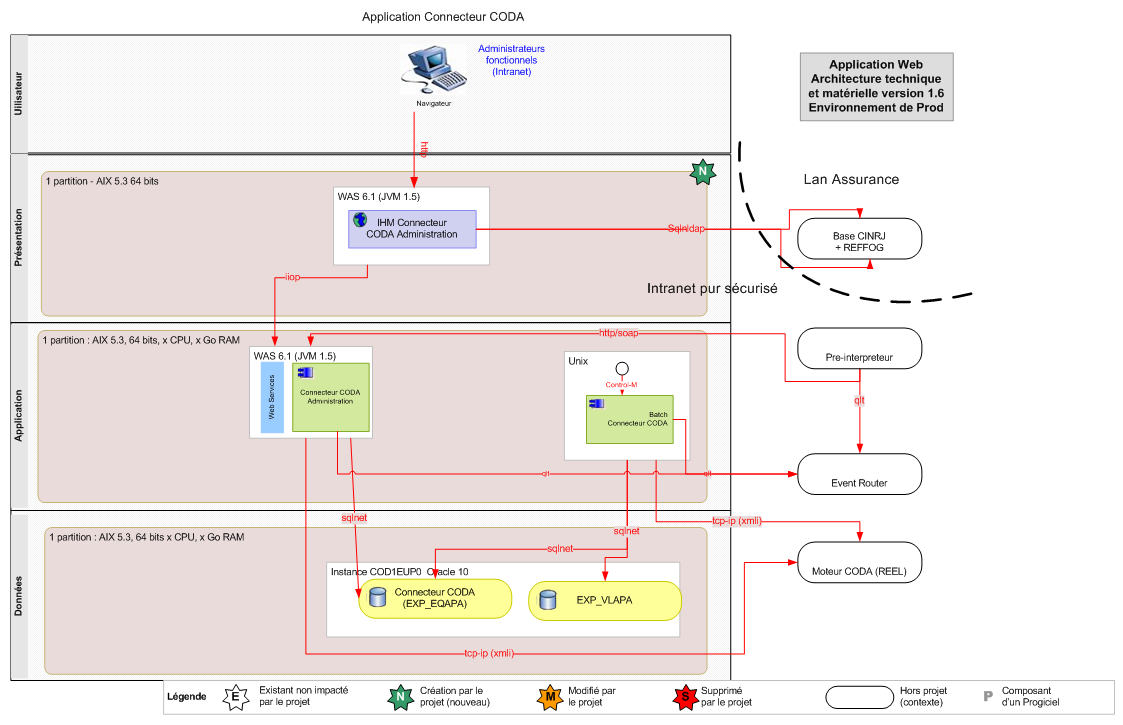 Application Connecteur CODA
Utilisateur
Administrateurs
fonctionnels
(Intranet)
Navigateur
http
Application Web
Architecture technique
et matérielle version 1.6
Environnement de Prod
Présentation
1 partition - AIX 5.3 64 bits
N
WAS 6.1 (JVM 1.5)
IHM Connecteur
CODA Administration
iiop
Lan Assurance
Base CINRJ
+ REFFOG
Intranet pur sécurisé
Application
1 partition : AIX 5.3, 64 bits, x CPU, x Go RAM
http/soap
WAS 6.1 (JVM 1.5)
Web Services
Connecteur CODA
Administration
Unix
Control-M
Batch
Connecteur CODA
Pre-interpreteur
qlt
qlt
qlt
Event Router
sqlnet
sqlnet
sqlnet
tcp-ip (xmli)
Moteur CODA (REEL)
Données
1 partition : AIX 5.3, 64 bits x CPU, x Go RAM
Instance COD1EUP0 Oracle 10
Connecteur CODA
(EXP_EQAPA)
EXP_VLAPA
tcp-ip (xmli)
Légende
E
Existant non impacté
par le projet
N
Création par le
projet (nouveau)
M
Modifié par
le projet
S
Supprimé
par le projet
Hors projet
(contexte)
P
Composant
d'un Progiciel